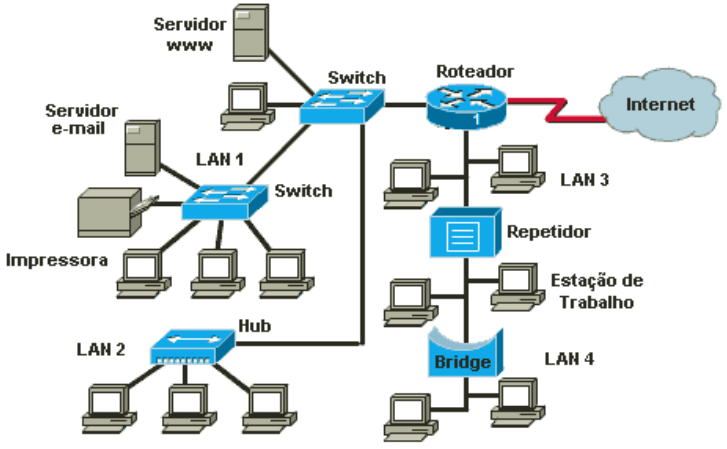 Servidor
www
Switch
Roteador
Internet
1
Servidor
e-mail
LAN 1
Switch
LAN 3
Impressora
Repetidor
Estação de
Trabalho
Hub
LAN 2
Bridge
LAN 4